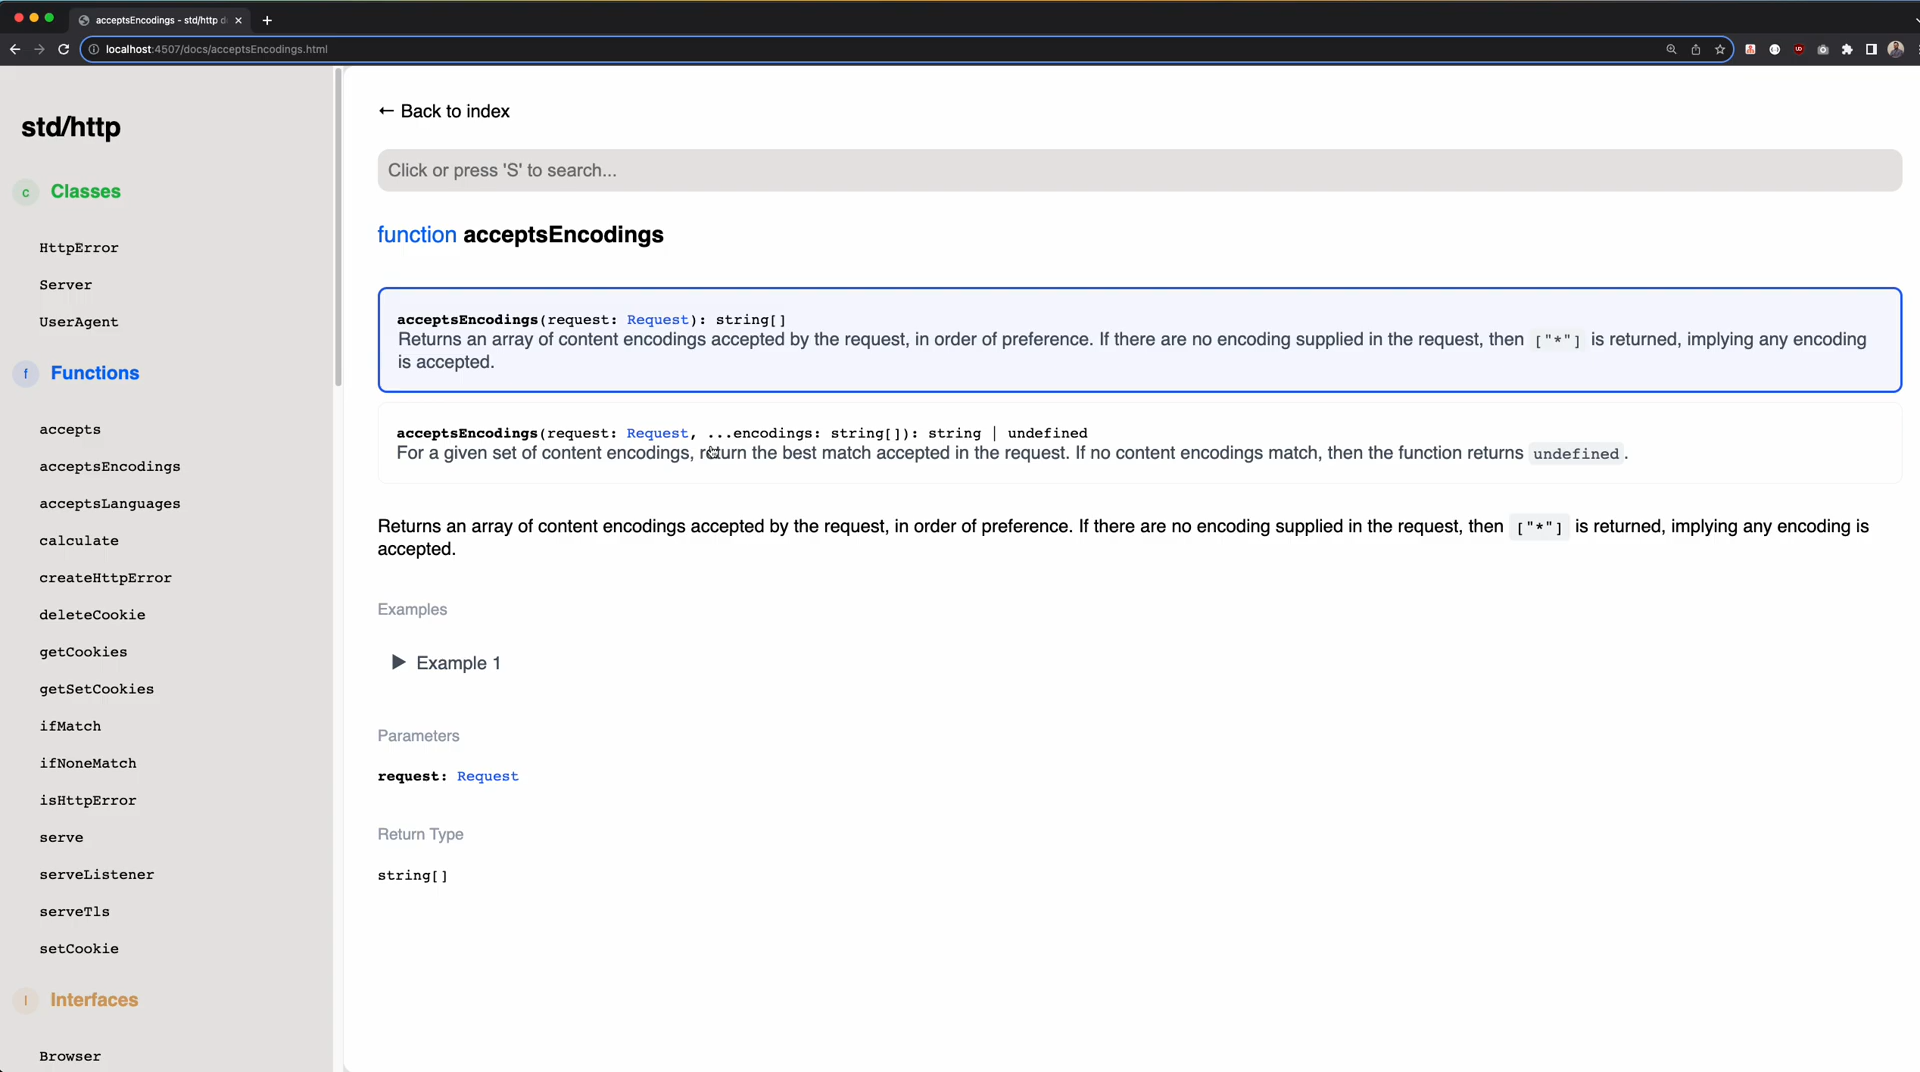 acceptsEncodings - std/http d
localhost:4507/docs/acceptsEncodings.html
std/http
c Classes
HttpError
Server
UserAgent
f Functions
accepts
acceptsEncodings
acceptsLanguages
calculate
createHttpError
deleteCookie
getCookies
getSetCookies
ifMatch
ifNoneMatch
isHttpError
serve
serveListener
serveTls
setCookie
I Interfaces
Browser
← Back to index
Click or press 'S' to search...
function acceptsEncodings
acceptsEncodings(request: Request): string[]
Returns an array of content encodings accepted by the request, in order of preference. If there are no encoding supplied in the request, then ["*"] is returned, implying any encoding
is accepted.
acceptsEncodings(request: Request, ...encodings: string[]): string | undefined
For a given set of content encodings, return the best match accepted in the request. If no content encodings match, then the function returns undefined.
Returns an array of content encodings accepted by the request, in order of preference. If there are no encoding supplied in the request, then ["*"] is returned, implying any encoding is
accepted.
Examples
Example 1
Parameters
request: Request
Return Type
string[]